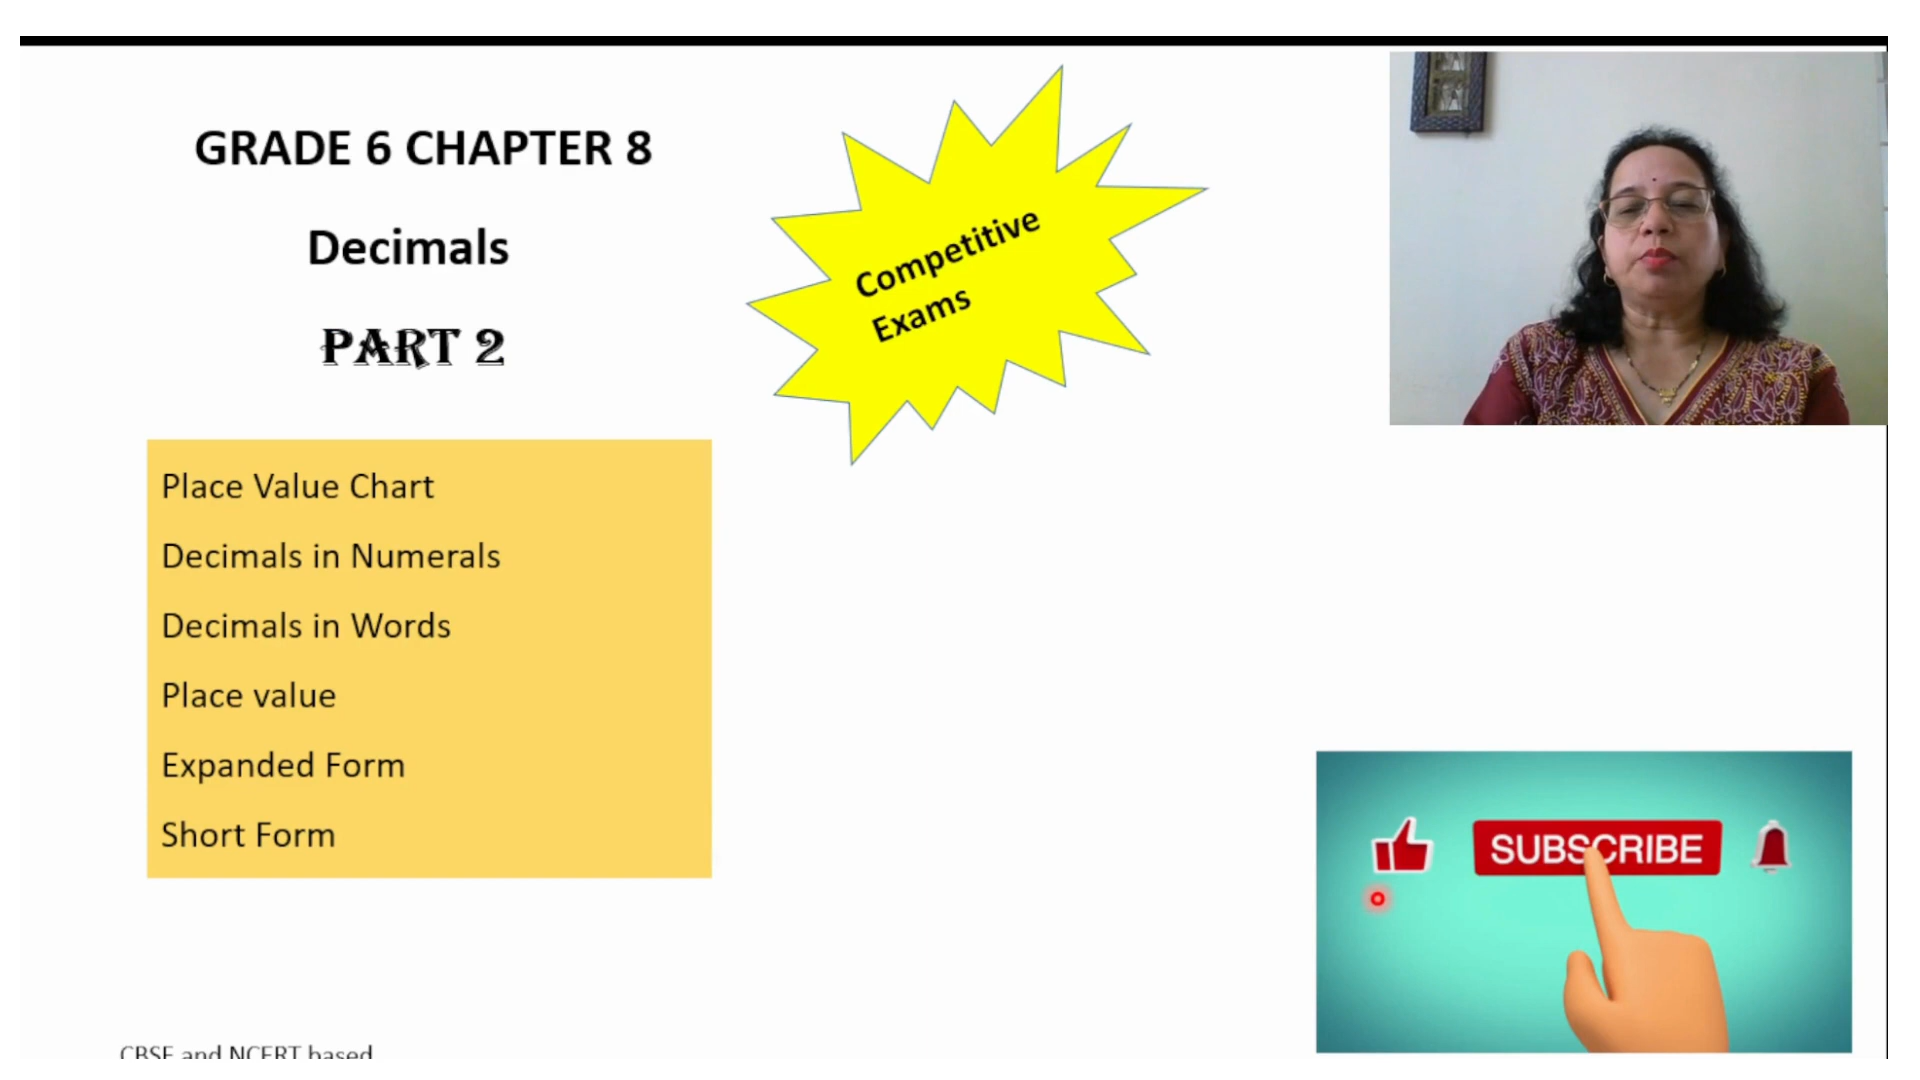 GRADE 6 CHAPTER 8
Decimals
PART 2
Competitive
Exams
Place Value Chart
Decimals in Numerals
Decimals in Words
Place value
Expanded Form
Short Form
SUBSCRIBE
CBSE and NCERT based